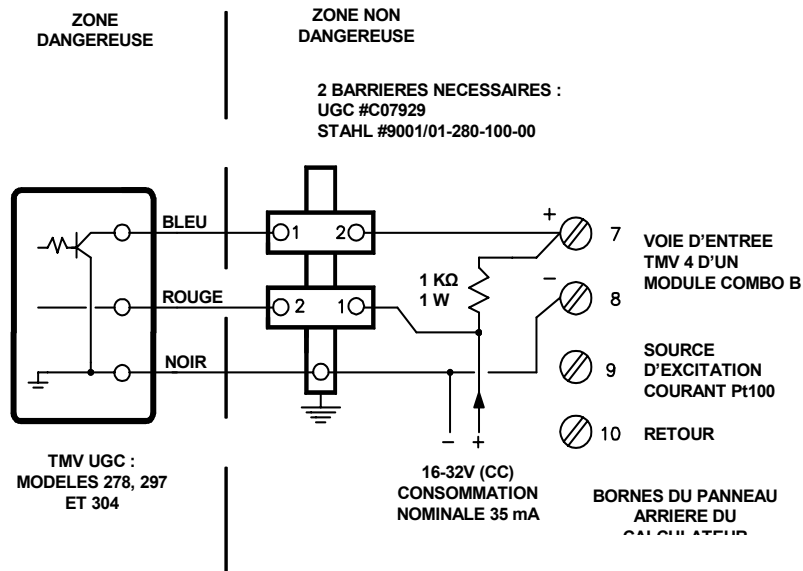 ZONE
DANGEREUSE
ZONE NON
DANGEREUSE
2 BARRIERES NECESSAIRES :
UGC #C07929
STAHL #9001/01-280-100-00
BLEU
1
2
+
7
VOIE D'ENTREE
TMV 4 D'UN
MODULE COMBO B
1 KΩ
1 W
–
8
ROUGE
2
1
NOIR
9
SOURCE
D'EXCITATION
COURANT Pt100
10
RETOUR
–
+
TMV UGC :
MODELES 278, 297
ET 304
16-32V (CC)
CONSOMMATION
NOMINALE 35 mA
BORNES DU PANNEAU
ARRIERE DU
CALCULATEUR